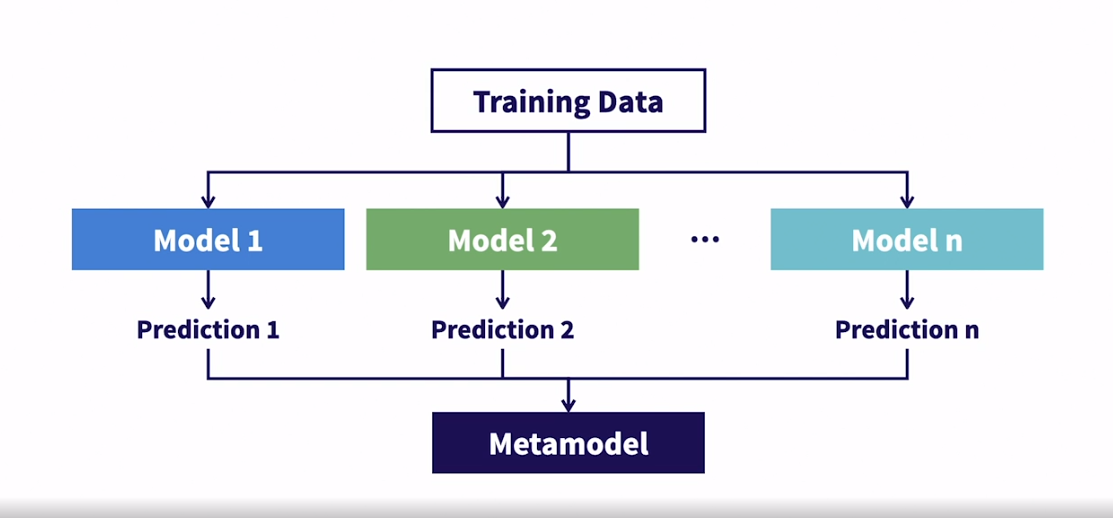 Training Data
Model 1
Model 2
...
Model n
Prediction 1
Prediction 2
Prediction n
Metamodel